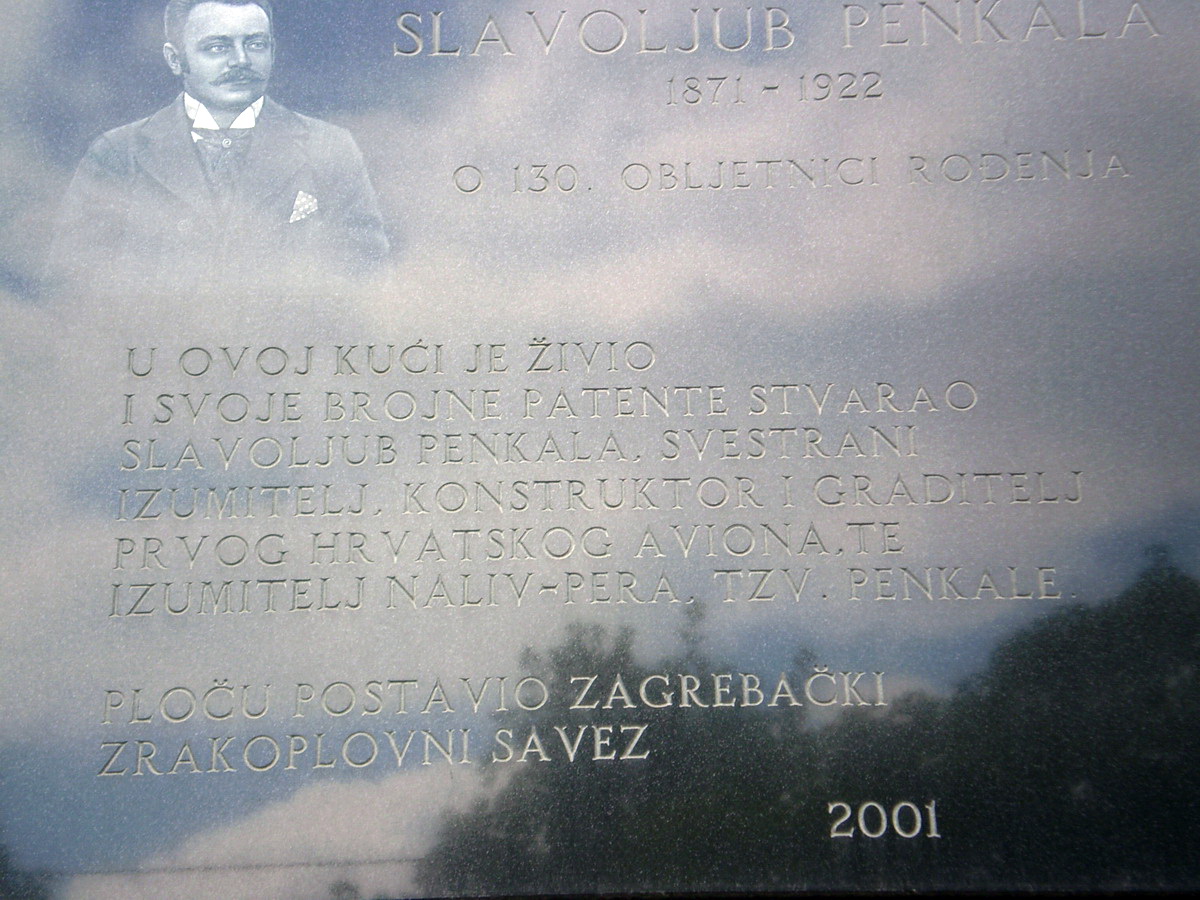 SLAVOLJUB PENKALA
1871 - 1922
O 130. OBLJETNICI ROĐENJA
U OVOJ KUĆI JE ŽIVIO
I SVOJE BROJNE PATENTE STVARAO
SLAVOLJUB PENKALA, SVESTRANI
IZUMITELJ, KONSTRUKTOR I GRADITELJ
PRVOG HRVATSKOG AVIONA, TE
IZUMITELJ NALIV-PERA, TZV. PENKALE.
PLOČU POSTAVIO ZAGREBAČKI
ZRAKOPLOVNI SAVEZ
2001